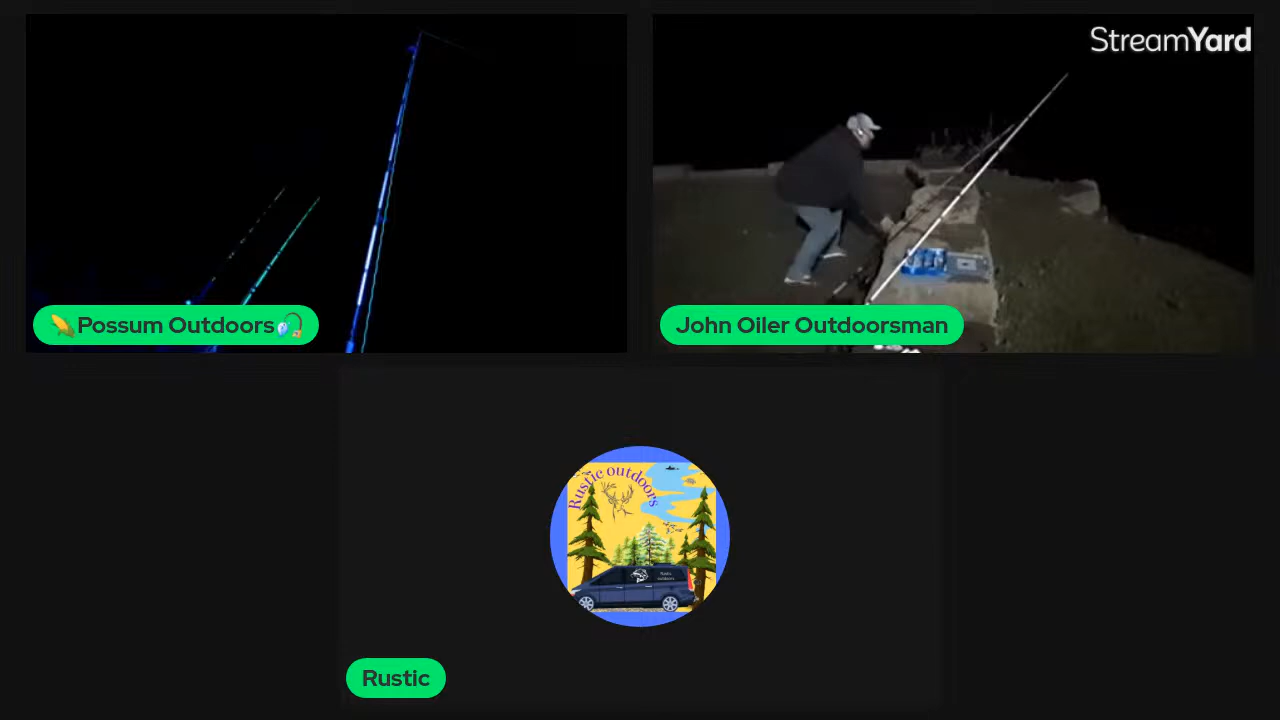 StreamYard
🌽Possum Outdoors🎣
John Oiler Outdoorsman
Rustic outdoors
Rustic